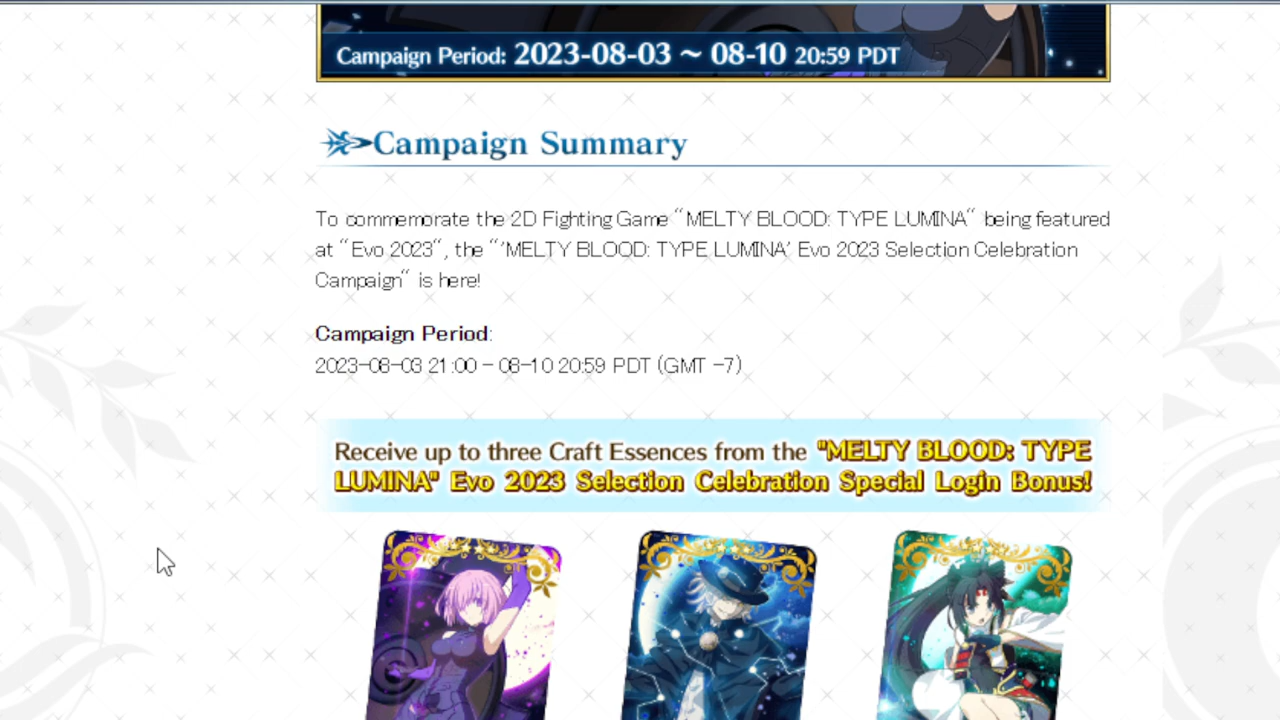 Campaign Period: 2023-08-03 ~ 08-10 20:59 PDT
Campaign Summary
To commemorate the 2D Fighting Game "MELTY BLOOD: TYPE LUMINA" being featured
at "Evo 2023", the "'MELTY BLOOD: TYPE LUMINA' Evo 2023 Selection Celebration
Campaign" is here!
Campaign Period:
2023-08-03 21:00 - 08-10 20:59 PDT (GMT -7)
Receive up to three Craft Essences from the "MELTY BLOOD: TYPE
LUMINA" Evo 2023 Selection Celebration Special Login Bonus!